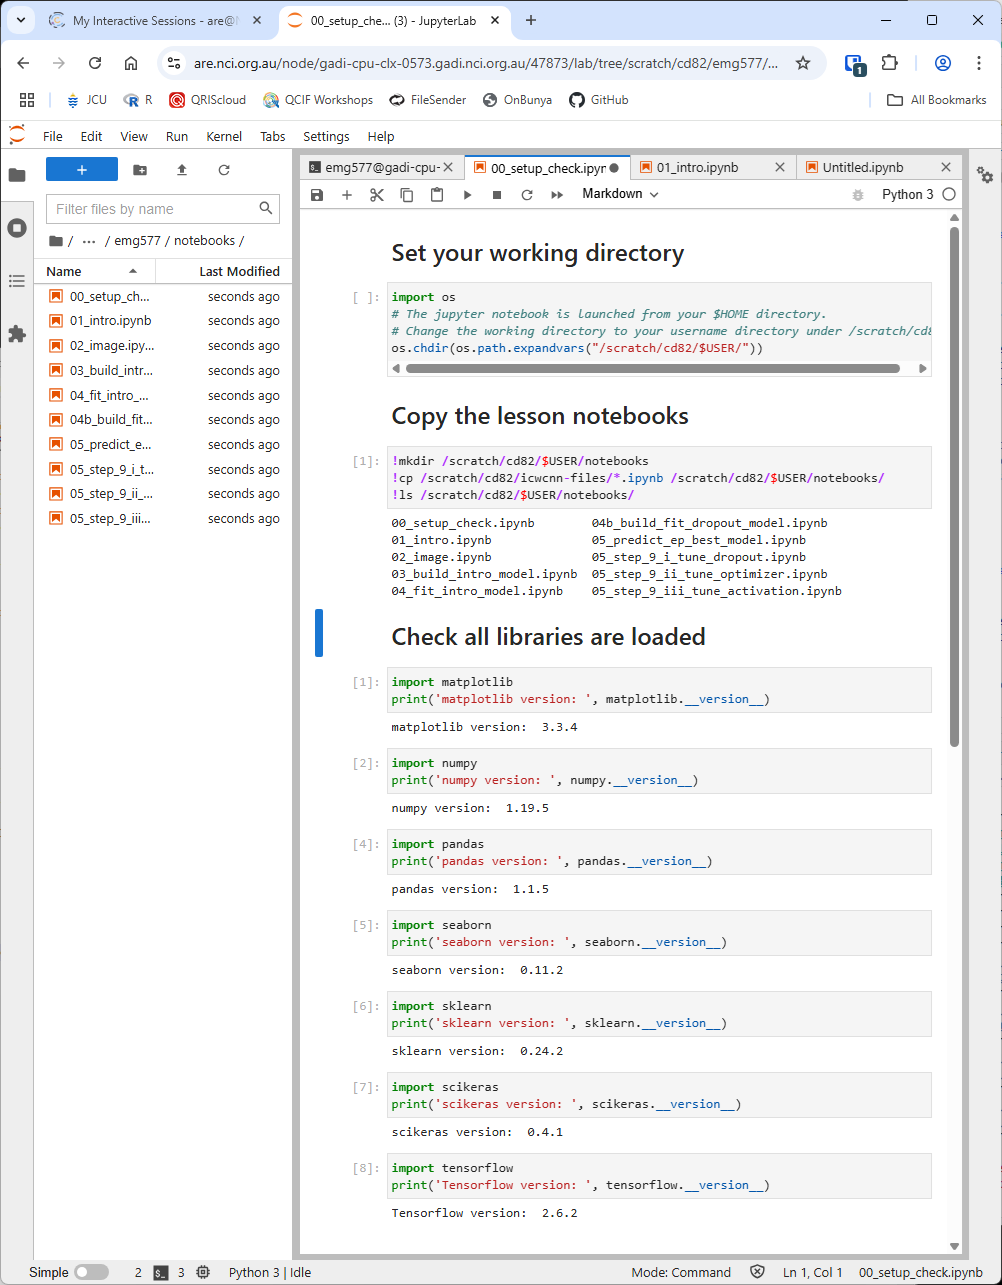 My Interactive Sessions - are@
00_setup_che... (3) - JupyterLab
are.nci.org.au/node/gadi-cpu-clx-0573.gadi.nci.org.au/47873/lab/tree/scratch/cd82/emg577/...
1
JCU
R
QRIScloud
QCIF Workshops
FileSender
OnBunya
GitHub
All Bookmarks
File Edit View Run Kernel Tabs Settings Help
emg577@gadi-cpu-
00_setup_check.ipyr
01_intro.ipynb
Untitled.ipynb
Markdown
Python 3
Filter files by name
/ ... / emg577 / notebooks /
Name Last Modified
00_setup_ch... seconds ago
01_intro.ipynb seconds ago
02_image.ipy... seconds ago
03_build_intr... seconds ago
04_fit_intro_... seconds ago
04b_build_fit... seconds ago
05_predict_e... seconds ago
05_step_9_i_t... seconds ago
05_step_9_ii_... seconds ago
05_step_9_iii... seconds ago
Set your working directory
[ ]: import os
# The jupyter notebook is launched from your $HOME directory.
# Change the working directory to your username directory under /scratch/cd8
os.chdir(os.path.expandvars("/scratch/cd82/$USER/"))
Copy the lesson notebooks
[1]: !mkdir /scratch/cd82/$USER/notebooks
!cp /scratch/cd82/icwcnn-files/*.ipynb /scratch/cd82/$USER/notebooks/
!ls /scratch/cd82/$USER/notebooks/
00_setup_check.ipynb 04b_build_fit_dropout_model.ipynb
01_intro.ipynb 05_predict_ep_best_model.ipynb
02_image.ipynb 05_step_9_i_tune_dropout.ipynb
03_build_intro_model.ipynb 05_step_9_ii_tune_optimizer.ipynb
04_fit_intro_model.ipynb 05_step_9_iii_tune_activation.ipynb
Check all libraries are loaded
[1]: import matplotlib
print('matplotlib version: ', matplotlib.__version__)
matplotlib version:  3.3.4
[2]: import numpy
print('numpy version: ', numpy.__version__)
numpy version:  1.19.5
[4]: import pandas
print('pandas version: ', pandas.__version__)
pandas version:  1.1.5
[5]: import seaborn
print('seaborn version: ', seaborn.__version__)
seaborn version:  0.11.2
[6]: import sklearn
print('sklearn version: ', sklearn.__version__)
sklearn version:  0.24.2
[7]: import scikeras
print('scikeras version: ', scikeras.__version__)
scikeras version:  0.4.1
[8]: import tensorflow
print('Tensorflow version: ', tensorflow.__version__)
Tensorflow version:  2.6.2
Simple 2 3 Python 3 | Idle Mode: Command Ln 1, Col 1 00_setup_check.ipynb